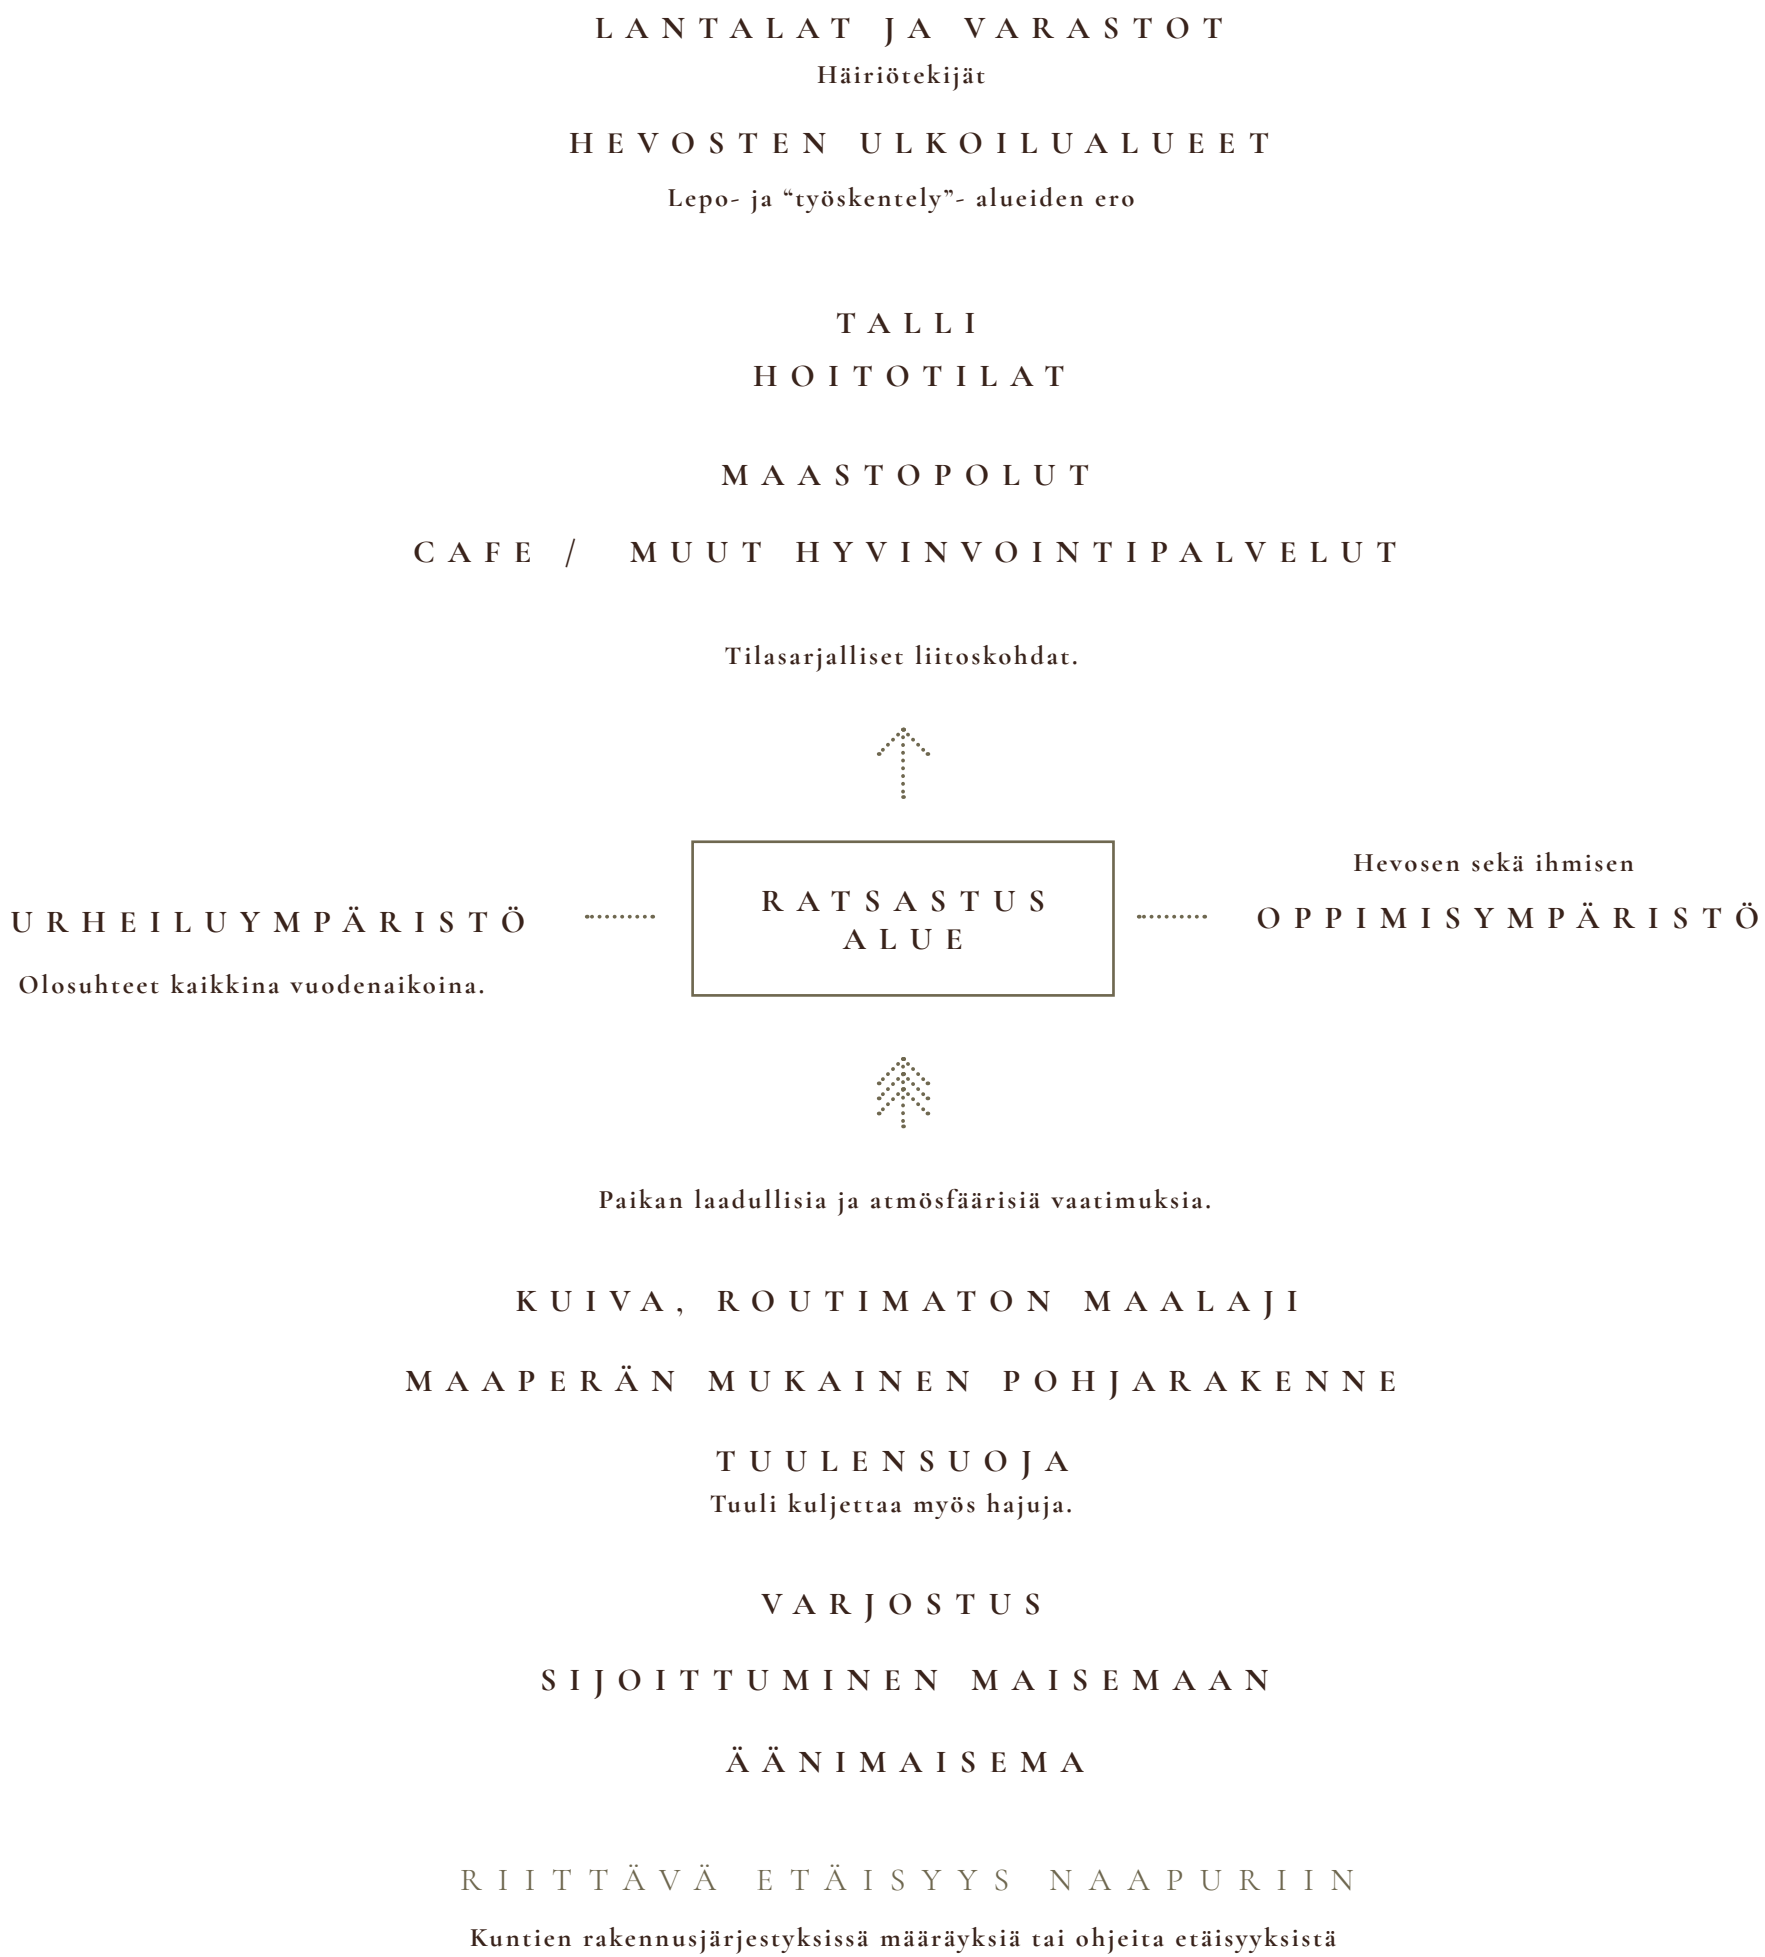 LANTALAT JA VARASTOT
Häiriötekijät
HEVOSTEN ULKOILUALUEET
Lepo- ja “työskentely”- alueiden ero
TALLI
HOITOTILAT
MAASTOPOLUT
CAFE / MUUT HYVINVOINTIPALVELUT
Tilasarjalliset liitoskohdat.
URHEILUYMPÄRISTÖ
Olosuhteet kaikkina vuodenaikoina.
RATSASTUS
ALUE
Hevosen sekä ihmisen
OPPIMISYMPÄRISTÖ
Paikan laadullisia ja atmösfäärisiä vaatimuksia.
KUIVA, ROUTIMATON MAALAJI
MAAPERÄN MUKAINEN POHJARAKENNE
TUULENSUOJA
Tuuli kuljettaa myös hajuja.
VARJOSTUS
SIJOITTUMINEN MAISEMAAN
ÄÄNIMAISEMA
RIITTÄVÄ ETÄISYYS NAAPURIIN
Kuntien rakennusjärjestyksissä määräyksiä tai ohjeita etäisyyksistä